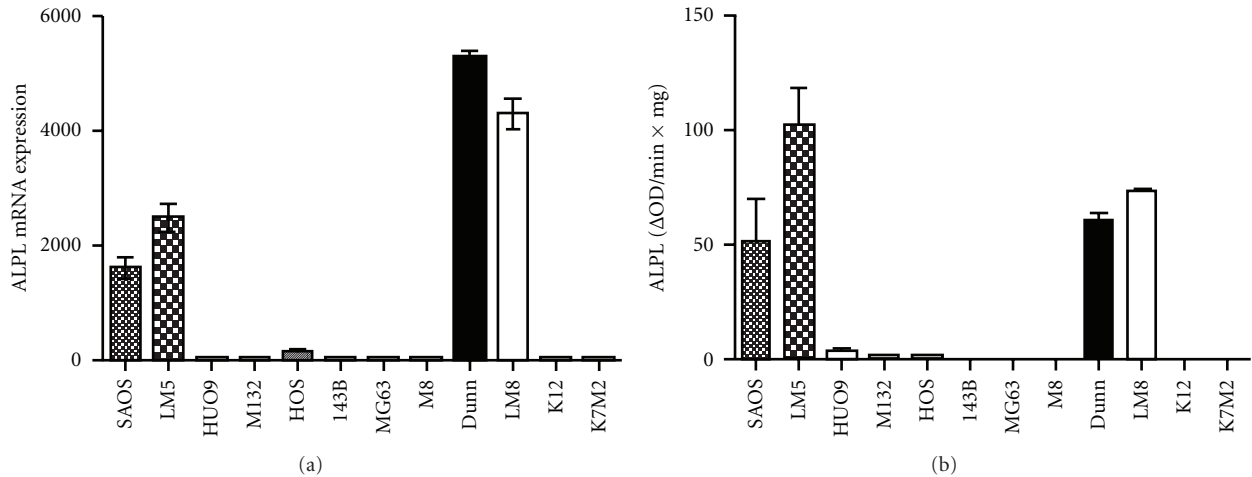 6000
4000
2000
0
ALPL mRNA expression
SAOS
LM5
HUO9
M132
HOS
143B
MG63
M8
Dunn
LM8
K12
K7M2
(a)
150
100
50
0
ALPL (ΔOD/min × mg)
SAOS
LM5
HUO9
M132
HOS
143B
MG63
M8
Dunn
LM8
K12
K7M2
(b)